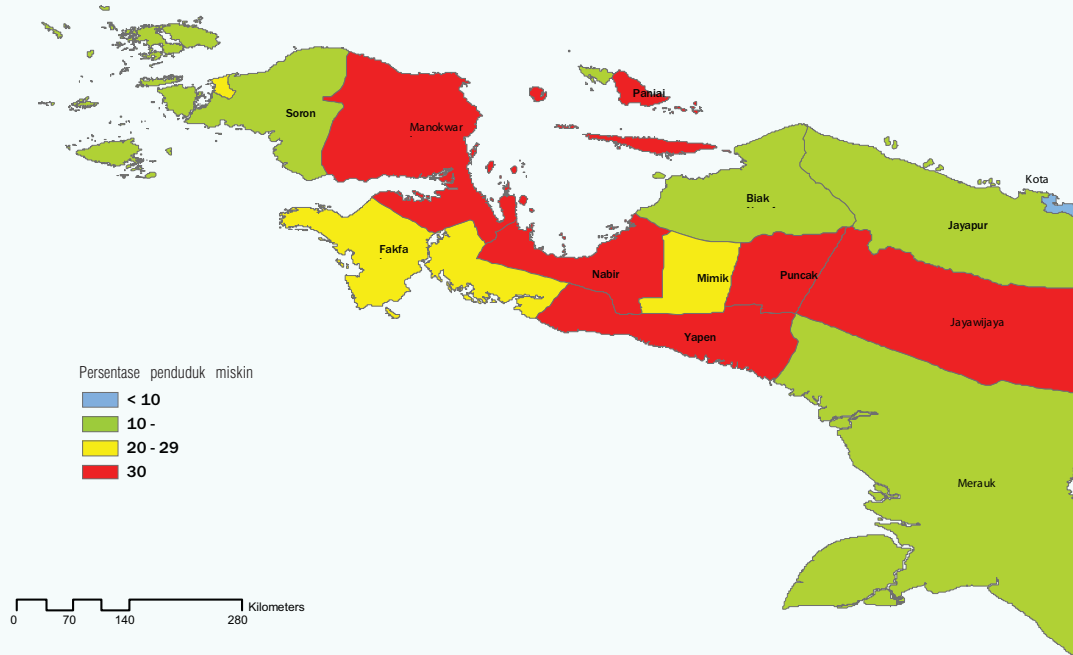 Paniai
Soron
Manokwar
Kota
Biak
Jayapur
Fakfa
Nabir
Mimik
Puncak
Jayawijaya
Yapen
Persentase penduduk miskin
< 10
10 -
20 - 29
30
Merauk
Kilometers
0 70 140 280